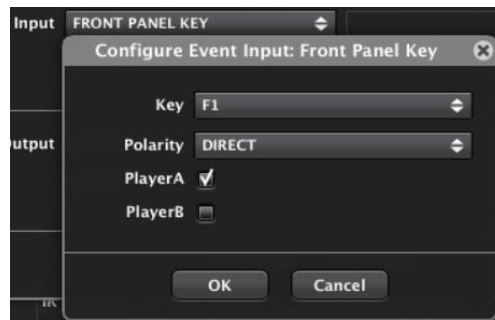 Input FRONT PANEL KEY
Configure Event Input: Front Panel Key
Key F1
utput Polarity DIRECT
PlayerA
PlayerB
OK Cancel